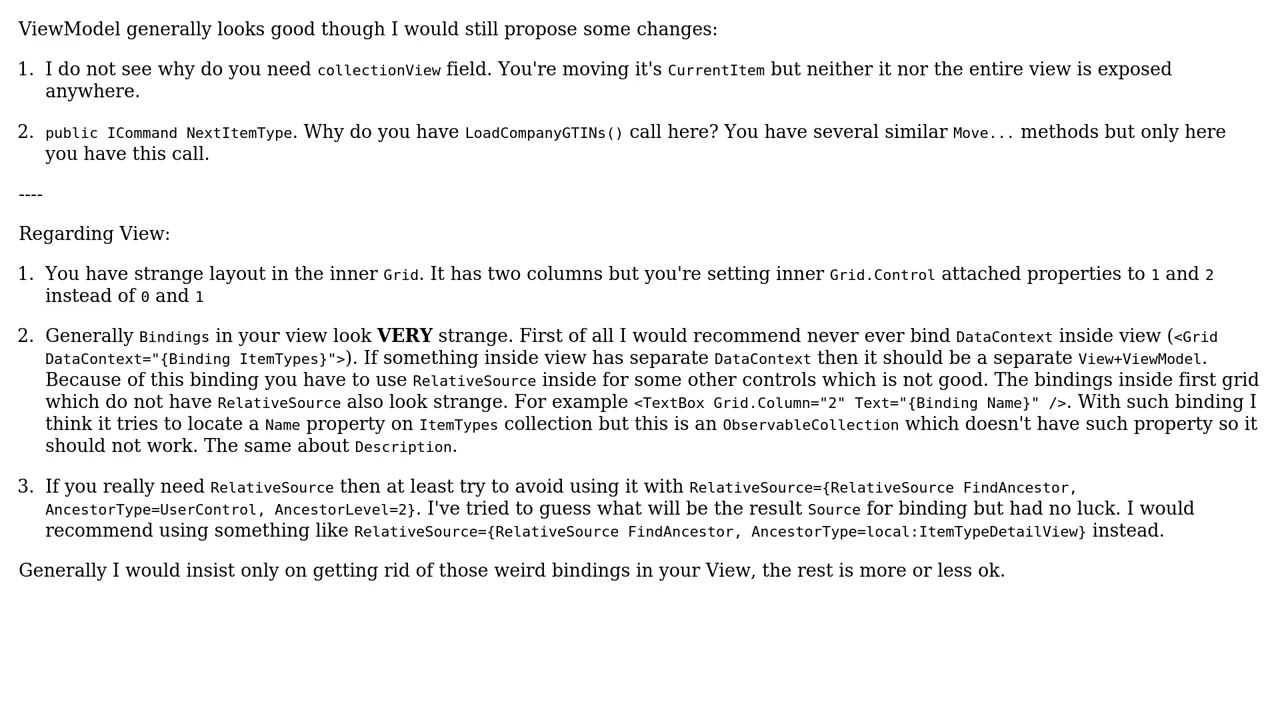 ViewModel generally looks good though I would still propose some changes:
1. I do not see why do you need collectionView field. You're moving it's CurrentItem but neither it nor the entire view is exposed
anywhere.
2. public ICommand NextItemType. Why do you have LoadCompanyGTINs() call here? You have several similar Move... methods but only here
you have this call.
----
Regarding View:
1. You have strange layout in the inner Grid. It has two columns but you're setting inner Grid.Control attached properties to 1 and 2
instead of 0 and 1
2. Generally Bindings in your view look VERY strange. First of all I would recommend never ever bind DataContext inside view (<Grid
DataContext="{Binding ItemTypes}">). If something inside view has separate DataContext then it should be a separate View+ViewModel.
Because of this binding you have to use RelativeSource inside for some other controls which is not good. The bindings inside first grid
which do not have RelativeSource also look strange. For example <TextBox Grid.Column="2" Text="{Binding Name}" />. With such binding I
think it tries to locate a Name property on ItemTypes collection but this is an ObservableCollection which doesn't have such property so it
should not work. The same about Description.
3. If you really need RelativeSource then at least try to avoid using it with RelativeSource={RelativeSource FindAncestor,
AncestorType=UserControl, AncestorLevel=2}. I've tried to guess what will be the result Source for binding but had no luck. I would
recommend using something like RelativeSource={RelativeSource FindAncestor, AncestorType=local:ItemTypeDetailView} instead.
Generally I would insist only on getting rid of those weird bindings in your View, the rest is more or less ok.